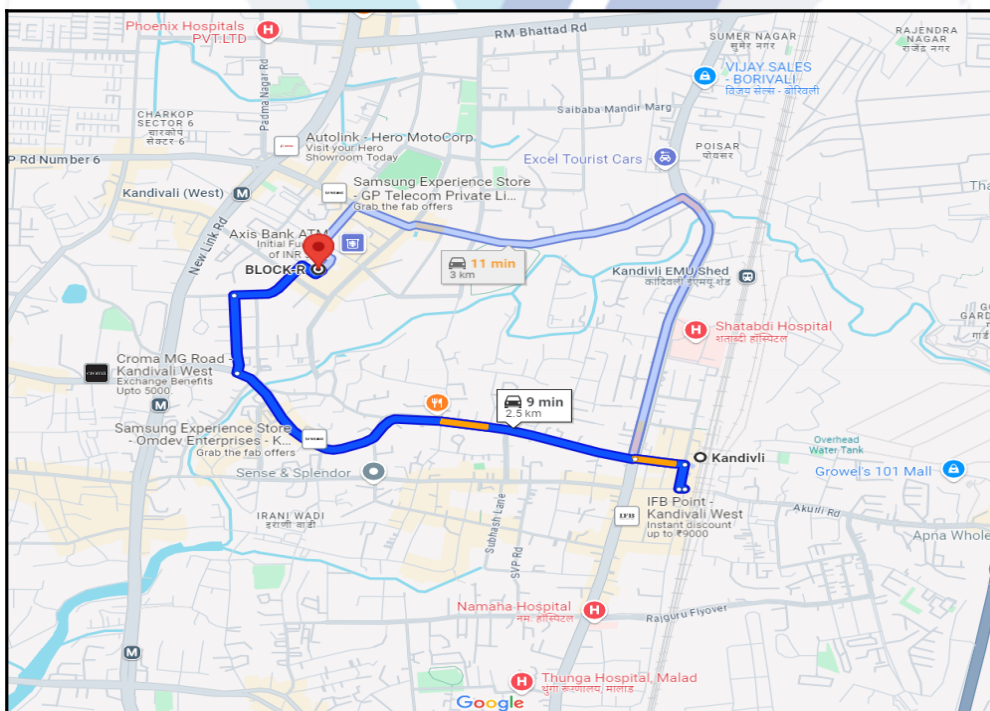 Phoenix Hospitals
PVT.LTD
RM Bhattad Rd
SUMER NAGAR
सुमेर नगर
RAJENDRA
NAGAR
राजेंद्र नगर
VIJAY SALES
- BORIVALI
विजय सेल्स - बोरिवली
Padma Nagar Rd
Saibaba Mandir Marg
CHARKOP
SECTOR 6
चारकोप
सेक्टर 6
Autolink - Hero MotoCorp
Visit your Hero
Showroom Today
P Rd Number 6
Excel Tourist Cars
POISAR
पोयसर
Kandivali (West)
Samsung Experience Store
- GP Telecom Private Li...
Grab the fab offers
New Link Rd
Axis Bank ATM
Initial Fu
of INR
BLOCK-R
11 min
3 km
Kandivli EMU Shed
कांदिवली ईएमयू शेड
Shatabdi Hospital
शताब्दी हॉस्पिटल
Croma MG Road -
Kandivali West
Exchange Benefits
Upto 5000.
9 min
2.5 km
Samsung Experience Store
- Omdev Enterprises - K...
Grab the fab offers
Kandivli
Overhead
Water Tank
Growel's 101 Mall
Sense & Splendor
IFB Point -
Kandivali West
Instant discount
up to ₹9000
IFB
Akurli Rd
IRANI WADI
इराणी वाडी
Subhash Lane
SVP Rd
Apna Whole
Namaha Hospital
नम: हॉस्पिटल
Rajguru Flyover
Thunga Hospital, Malad
थुंगा रूग्णालय, मालाड
Google